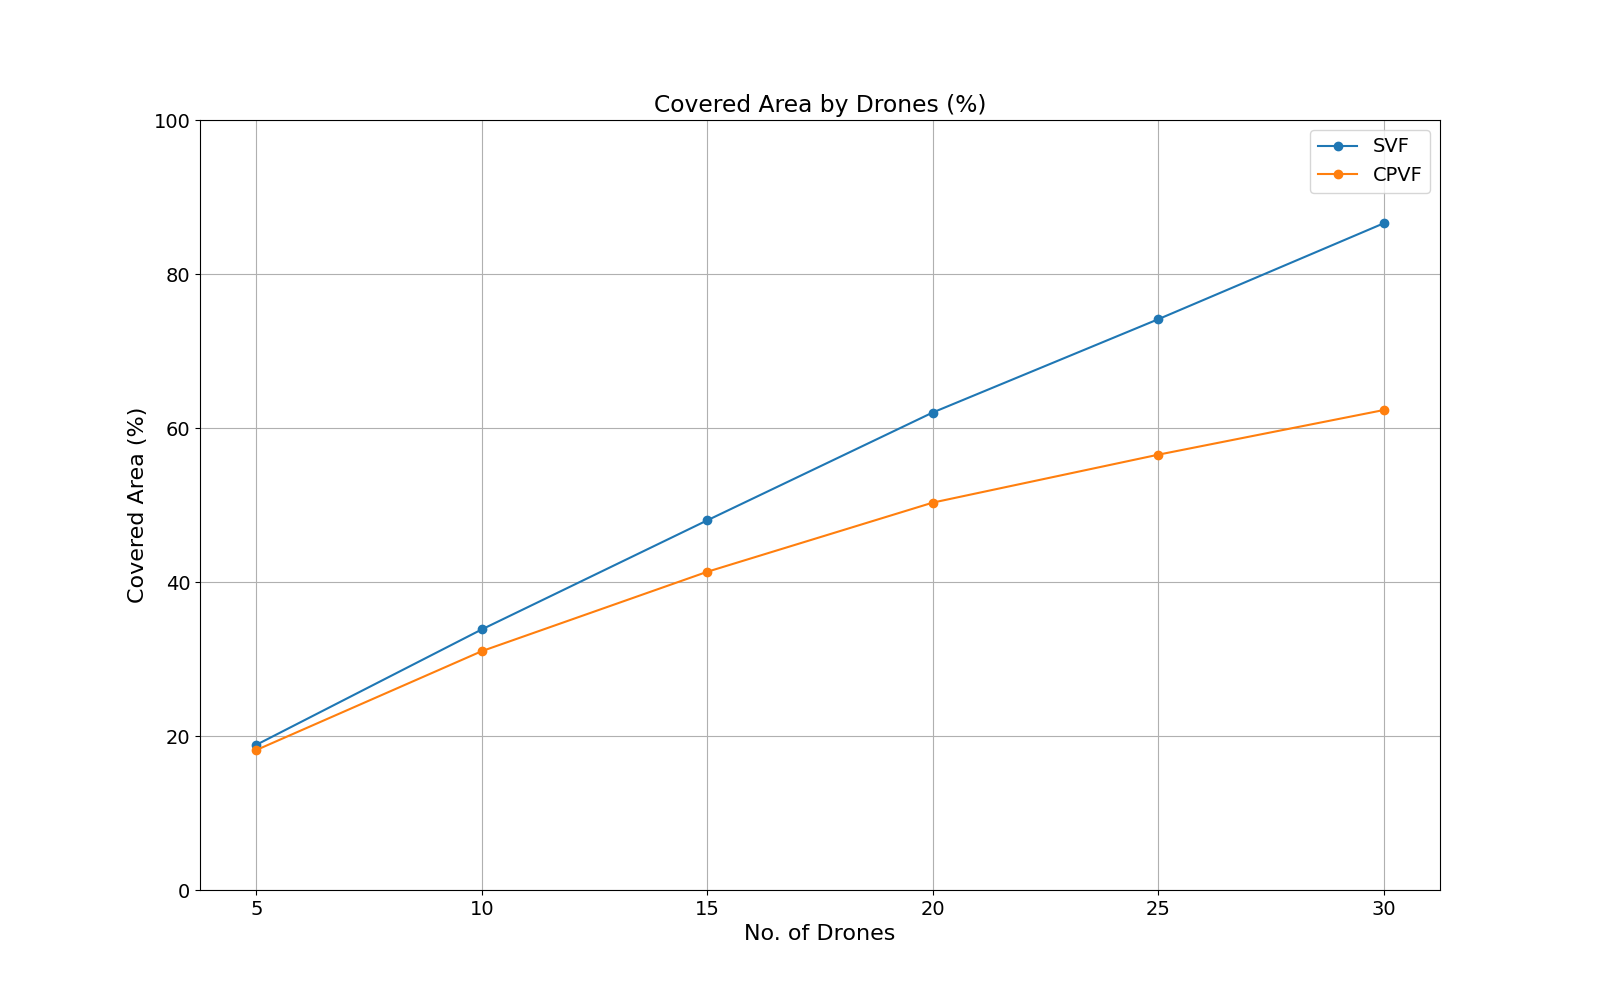 Covered Area by Drones (%)
SVF
CPVF
Covered Area (%)
100
80
60
40
20
0
5 10 15 20 25 30
No. of Drones